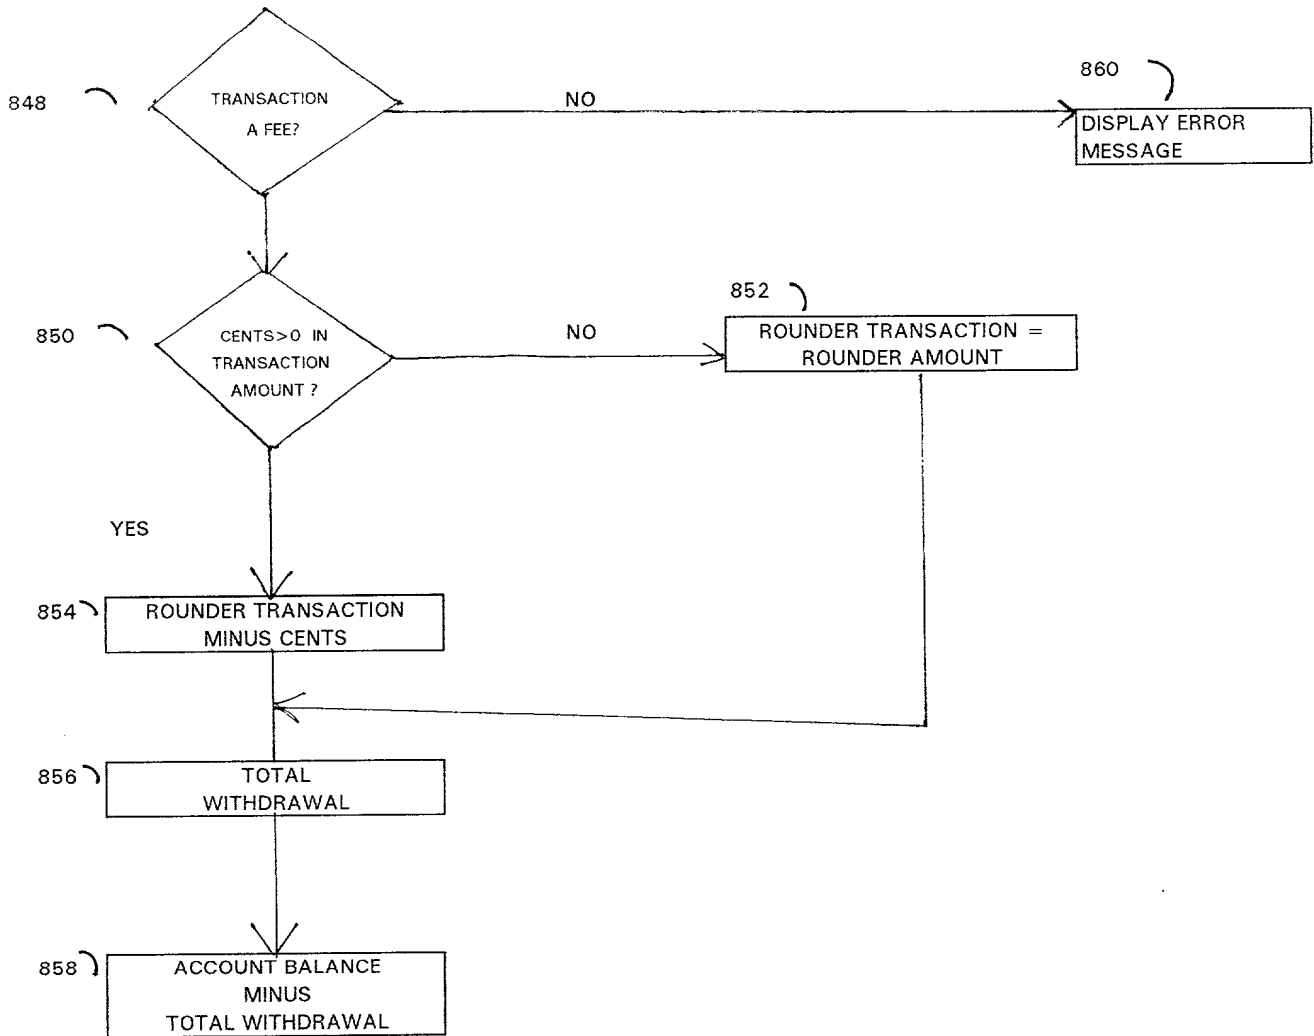 848
TRANSACTION
A FEE?
NO
860
DISPLAY ERROR
MESSAGE
850
CENTS>0 IN
TRANSACTION
AMOUNT ?
NO
852
ROUNDER TRANSACTION =
ROUNDER AMOUNT
YES
854
ROUNDER TRANSACTION
MINUS CENTS
856
TOTAL
WITHDRAWAL
858
ACCOUNT BALANCE
MINUS
TOTAL WITHDRAWAL